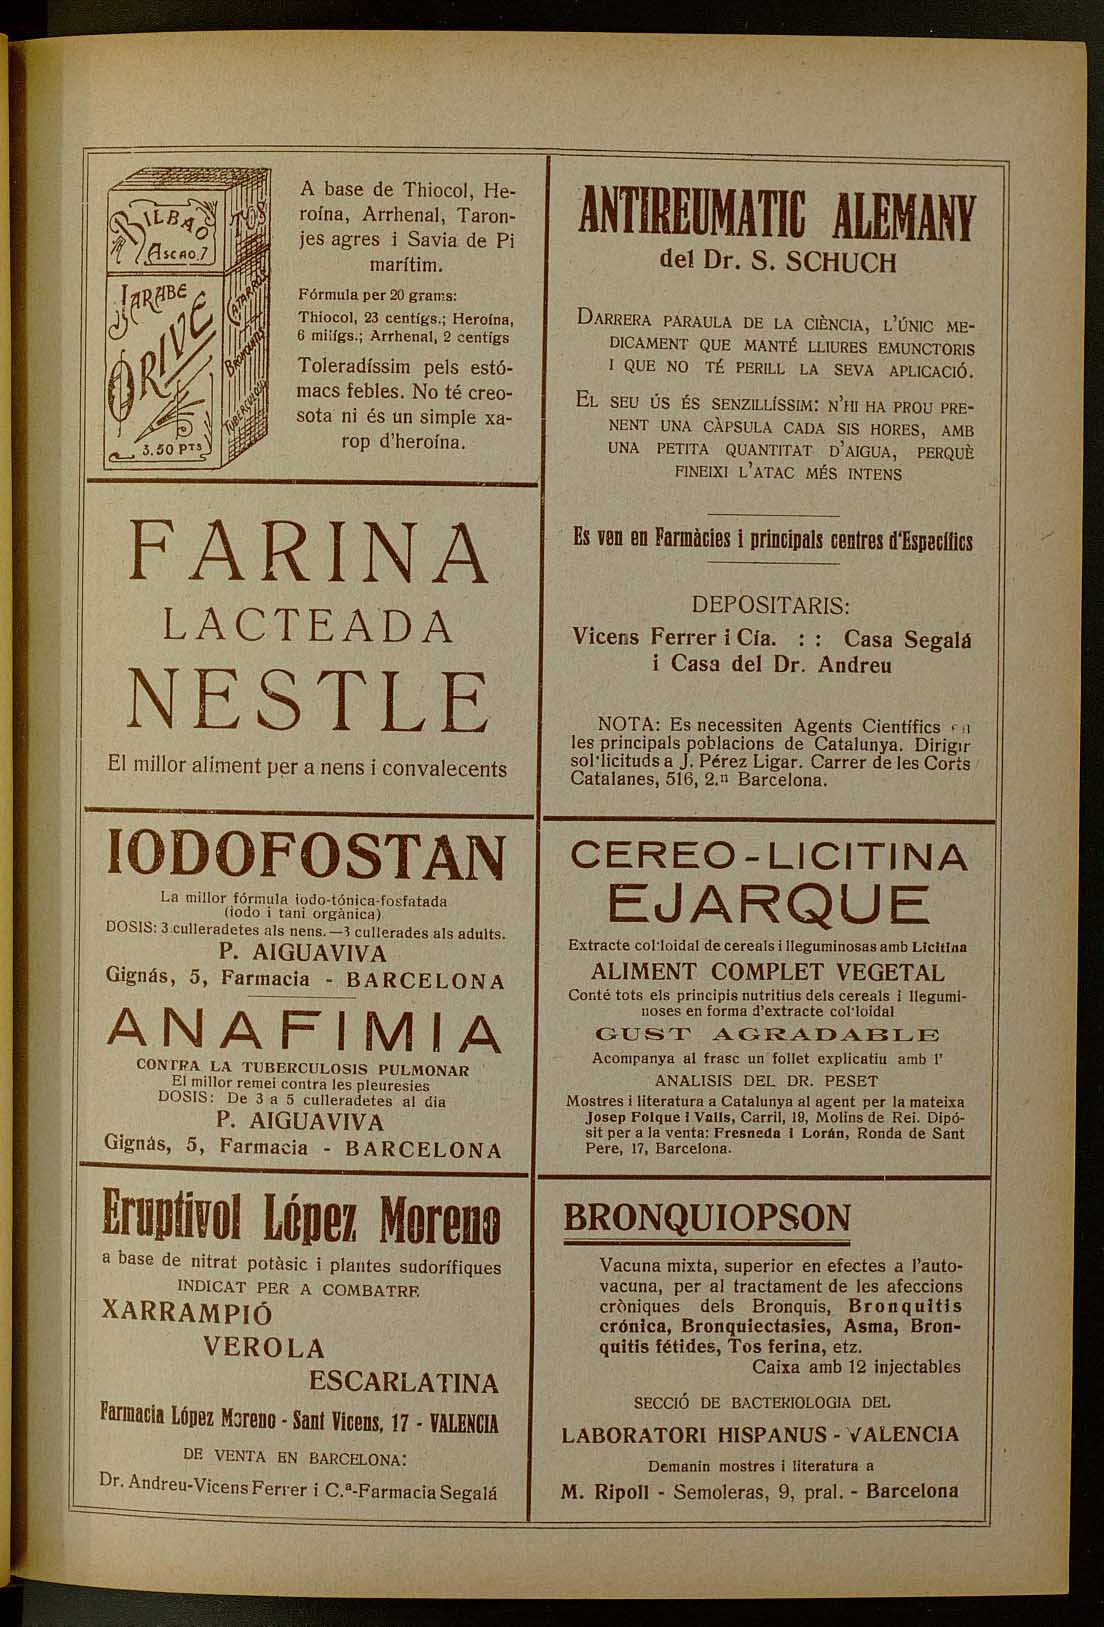 BILBAO
Ascao.7
TOS
JARABE
ORIVE
3.50 PTS
CATARROS
BRONQUITIS
TUBERCULOSIS
A base de Thiocol, He-
roína, Arrhenal, Taron-
jes agres i Savia de Pi
marítim.
Fórmula per 20 grams:
Thiocol, 23 centigs.; Heroína,
6 miligs.; Arrhenal, 2 centigs
Toleradíssim pels estó-
macs febles. No té creo-
sota ni és un simple xa-
rop d'heroína.
FARINA
LACTEADA
NESTLE
El millor aliment per a nens i convalecents
IODOFOSTAN
La millor fórmula iodo-tónica-fosfatada
(iodo i tani orgànica)
DOSIS: 3 culleradetes als nens.—3 cullerades als adults.
P. AIGUAVIVA
Gignás, 5, Farmacia - BARCELONA
ANAFIMIA
CONTRA LA TUBERCULOSIS PULMONAR
El millor remei contra les pleuresies
DOSIS: De 3 a 5 culleradetes al dia
P. AIGUAVIVA
Gignás, 5, Farmacia - BARCELONA
Eruptivol López Moreno
a base de nitrat potàsic i plantes sudorífiques
INDICAT PER A COMBATRE
XARRAMPIÓ
VEROLA
ESCARLATINA
Farmacia López Moreno - Sant Vicens, 17 - VALENCIA
DE VENTA EN BARCELONA:
Dr. Andreu-Vicens Ferrer i C.ª-Farmacia Segalá
ANTIREUMATIC ALEMANY
del Dr. S. SCHUCH
DARRERA PARAULA DE LA CIÈNCIA, L'ÚNIC ME-
DICAMENT QUE MANTÉ LLIURES EMUNCTORIS
I QUE NO TÉ PERILL LA SEVA APLICACIÓ.
EL SEU ÚS ÉS SENZILLÍSSIM: N'HI HA PROU PRE-
NENT UNA CÀPSULA CADA SIS HORES, AMB
UNA PETITA QUANTITAT D'AIGUA, PERQUÈ
FINEIXI L'ATAC MÉS INTENS
Es ven en Farmàcies i principals centres d'Específics
DEPOSITARIS:
Vicens Ferrer i Cía. : : Casa Segalá
i Casa del Dr. Andreu
NOTA: Es necessiten Agents Científics en
les principals poblacions de Catalunya. Dirigir
sol·licituds a J. Pérez Ligar. Carrer de les Corts
Catalanes, 516, 2.n Barcelona.
CEREO-LICITINA
EJARQUE
Extracte col·loidal de cereals i lleguminosas amb Licitina
ALIMENT COMPLET VEGETAL
Conté tots els principis nutritius dels cereals i llegumi-
noses en forma d'extracte col·loidal
GUST AGRADABLE
Acompanya al frasc un follet explicatiu amb l'
ANALISIS DEL DR. PESET
Mostres i literatura a Catalunya al agent per la mateixa
Josep Folque i Valls, Carril, 18, Molins de Rei. Dipó-
sit per a la venta: Fresneda i Lorán, Ronda de Sant
Pere, 17, Barcelona.
BRONQUIOPSON
Vacuna mixta, superior en efectes a l'auto-
vacuna, per al tractament de les afeccions
cròniques dels Bronquis, Bronquitis
crónica, Bronquiectasies, Asma, Bron-
quitis fétides, Tos ferina, etz.
Caixa amb 12 injectables
SECCIÓ DE BACTERIOLOGIA DEL
LABORATORI HISPANUS - VALENCIA
Demanin mostres i literatura a
M. Ripoll - Semoleras, 9, pral. - Barcelona